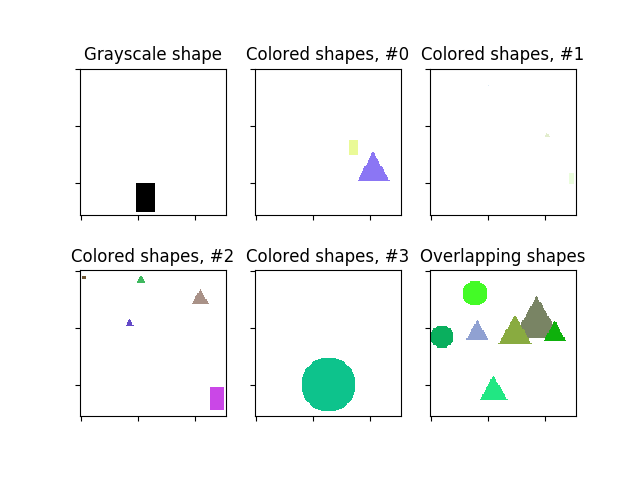 Grayscale shape
Colored shapes, #0
Colored shapes, #1
Colored shapes, #2
Colored shapes, #3
Overlapping shapes